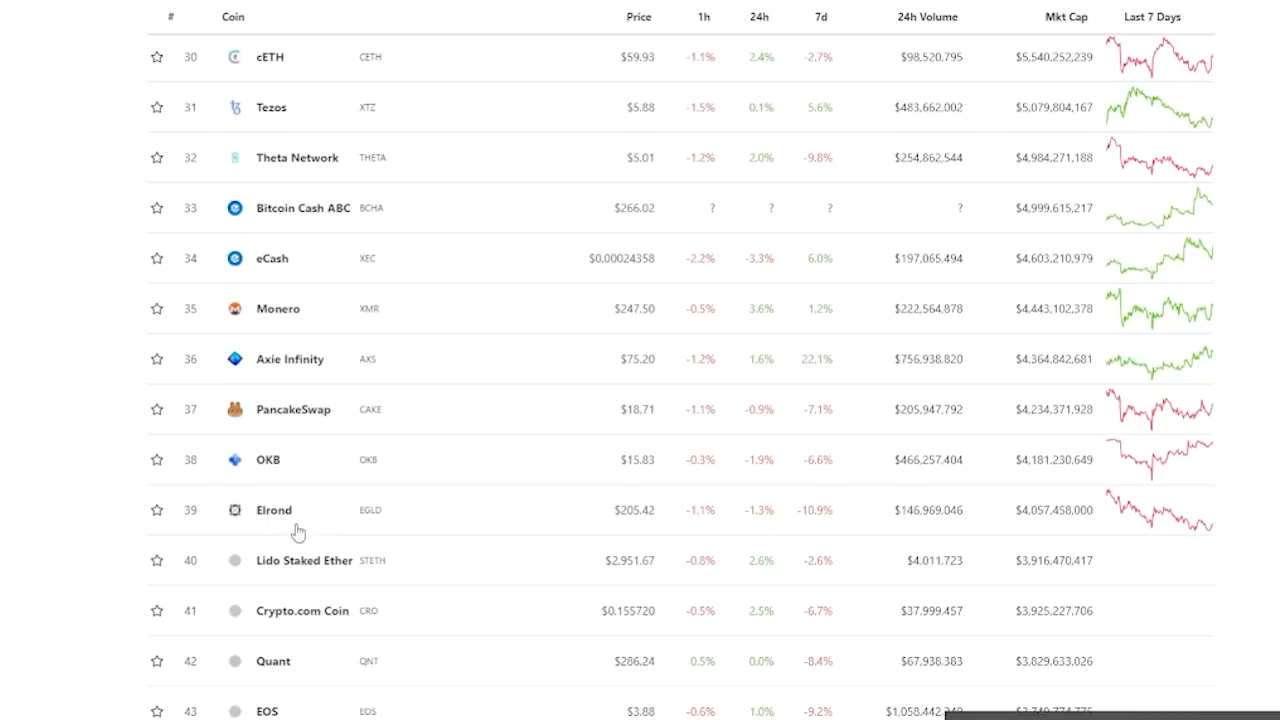 # Coin Price 1h 24h 7d 24h Volume Mkt Cap Last 7 Days
30 cETH CETH $59.93 -1.1% 2.4% -2.7% $98,520,795 $5,540,252,239
31 Tezos XTZ $5.88 -1.5% 0.1% 5.6% $483,662,002 $5,079,804,167
32 Theta Network THETA $5.01 -1.2% 2.0% -9.8% $254,862,544 $4,984,271,188
33 Bitcoin Cash ABC BCHA $266.02 ? ? ? ? $4,999,615,217
34 eCash XEC $0.00024358 -2.2% -3.3% 6.0% $197,065,494 $4,603,210,979
35 Monero XMR $247.50 -0.5% 3.6% 1.2% $222,564,878 $4,443,102,378
36 Axie Infinity AXS $75.20 -1.2% 1.6% 22.1% $756,938,820 $4,364,842,681
37 PancakeSwap CAKE $18.71 -1.1% -0.9% -7.1% $205,947,792 $4,234,371,928
38 OKB OKB $15.83 -0.3% -1.9% -6.6% $466,257,404 $4,181,230,649
39 Elrond EGLD $205.42 -1.1% -1.3% -10.9% $146,969,046 $4,057,458,000
40 Lido Staked Ether STETH $2,951.67 -0.8% 2.6% -2.6% $4,011,723 $3,916,470,417
41 Crypto.com Coin CRO $0.155720 -0.5% 2.5% -6.7% $37,999,457 $3,925,227,706
42 Quant QNT $286.24 0.5% 0.0% -8.4% $67,938,383 $3,829,633,026
43 EOS EOS $3.88 -0.6% 1.0% -9.2%